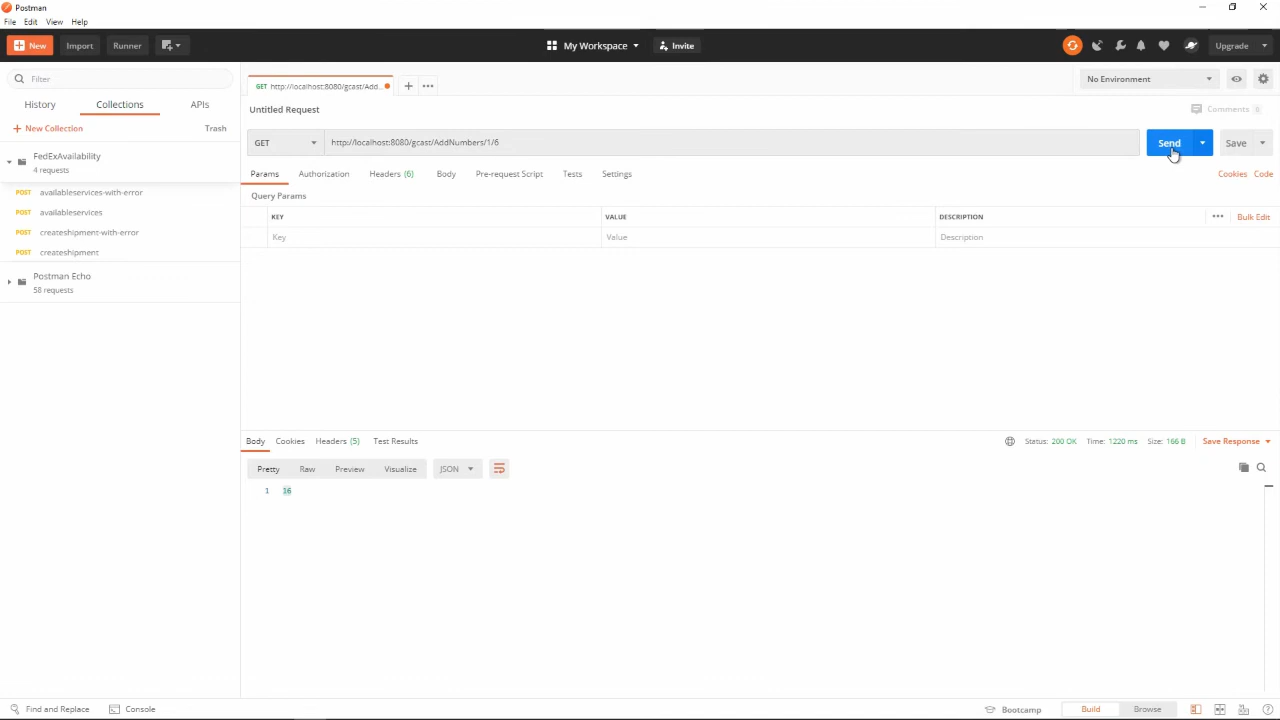 Postman
File Edit View Help
New Import Runner My Workspace Invite Upgrade
Filter
History Collections APIs
New Collection Trash
FedExAvailability
4 requests
POST availableservices-with-error
POST availableservices
POST createshipment-with-error
POST createshipment
Postman Echo
58 requests
GET http://localhost:8080/gcast/Add... No Environment
Untitled Request Comments 0
GET http://localhost:8080/gcast/AddNumbers/1/6 Send Save
Params Authorization Headers (6) Body Pre-request Script Tests Settings Cookies Code
Query Params
KEY VALUE DESCRIPTION Bulk Edit
Key Value Description
Body Cookies Headers (5) Test Results Status: 200 OK Time: 1220 ms Size: 166 B Save Response
Pretty Raw Preview Visualize JSON
1 16
Find and Replace Console Bootcamp Build Browse